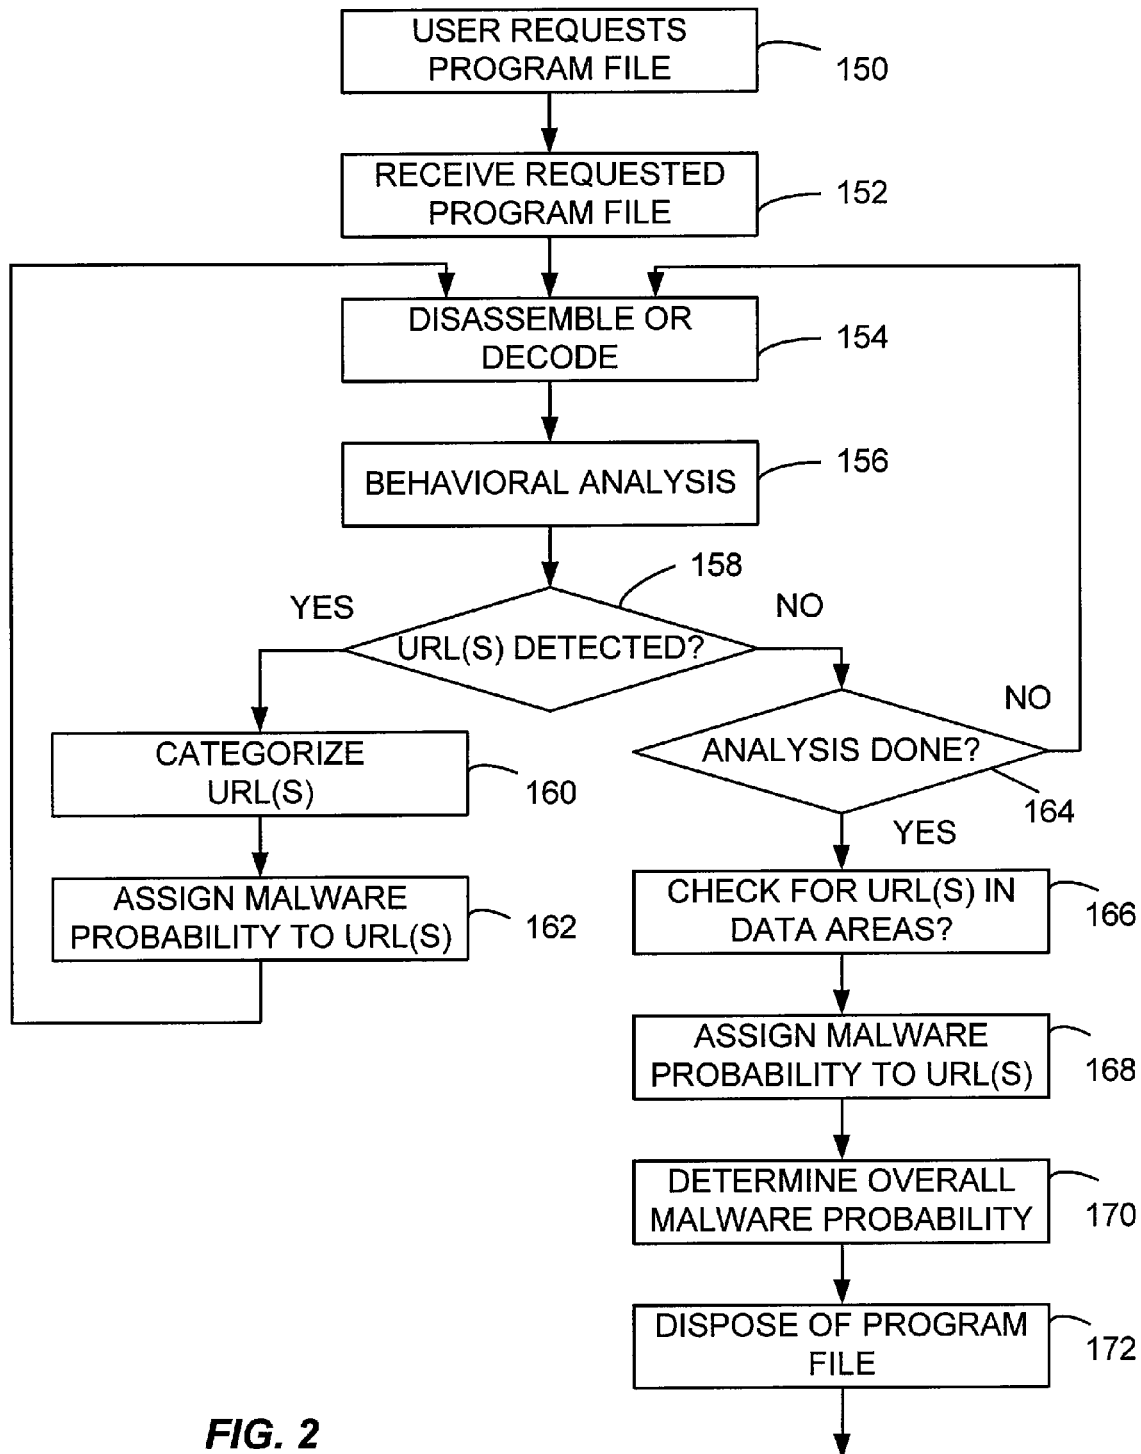 USER REQUESTS
PROGRAM FILE
150
RECEIVE REQUESTED
PROGRAM FILE
152
DISASSEMBLE OR
DECODE
154
BEHAVIORAL ANALYSIS
156
158
YES
NO
URL(S) DETECTED?
NO
CATEGORIZE
URL(S)
160
ANALYSIS DONE?
164
YES
ASSIGN MALWARE
PROBABILITY TO URL(S)
162
CHECK FOR URL(S) IN
DATA AREAS?
166
ASSIGN MALWARE
PROBABILITY TO URL(S)
168
DETERMINE OVERALL
MALWARE PROBABILITY
170
DISPOSE OF PROGRAM
FILE
172
FIG. 2